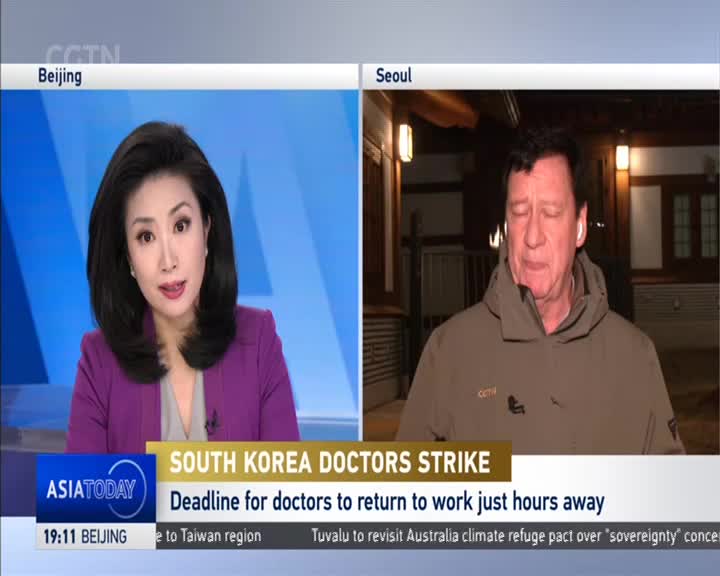 CGTN
Beijing
Seoul
CGTN
SOUTH KOREA DOCTORS STRIKE
ASIATODAY
Deadline for doctors to return to work just hours away
19:11 BEIJING
e to Taiwan region
Tuvalu to revisit Australia climate refuge pact over "sovereignty" conce